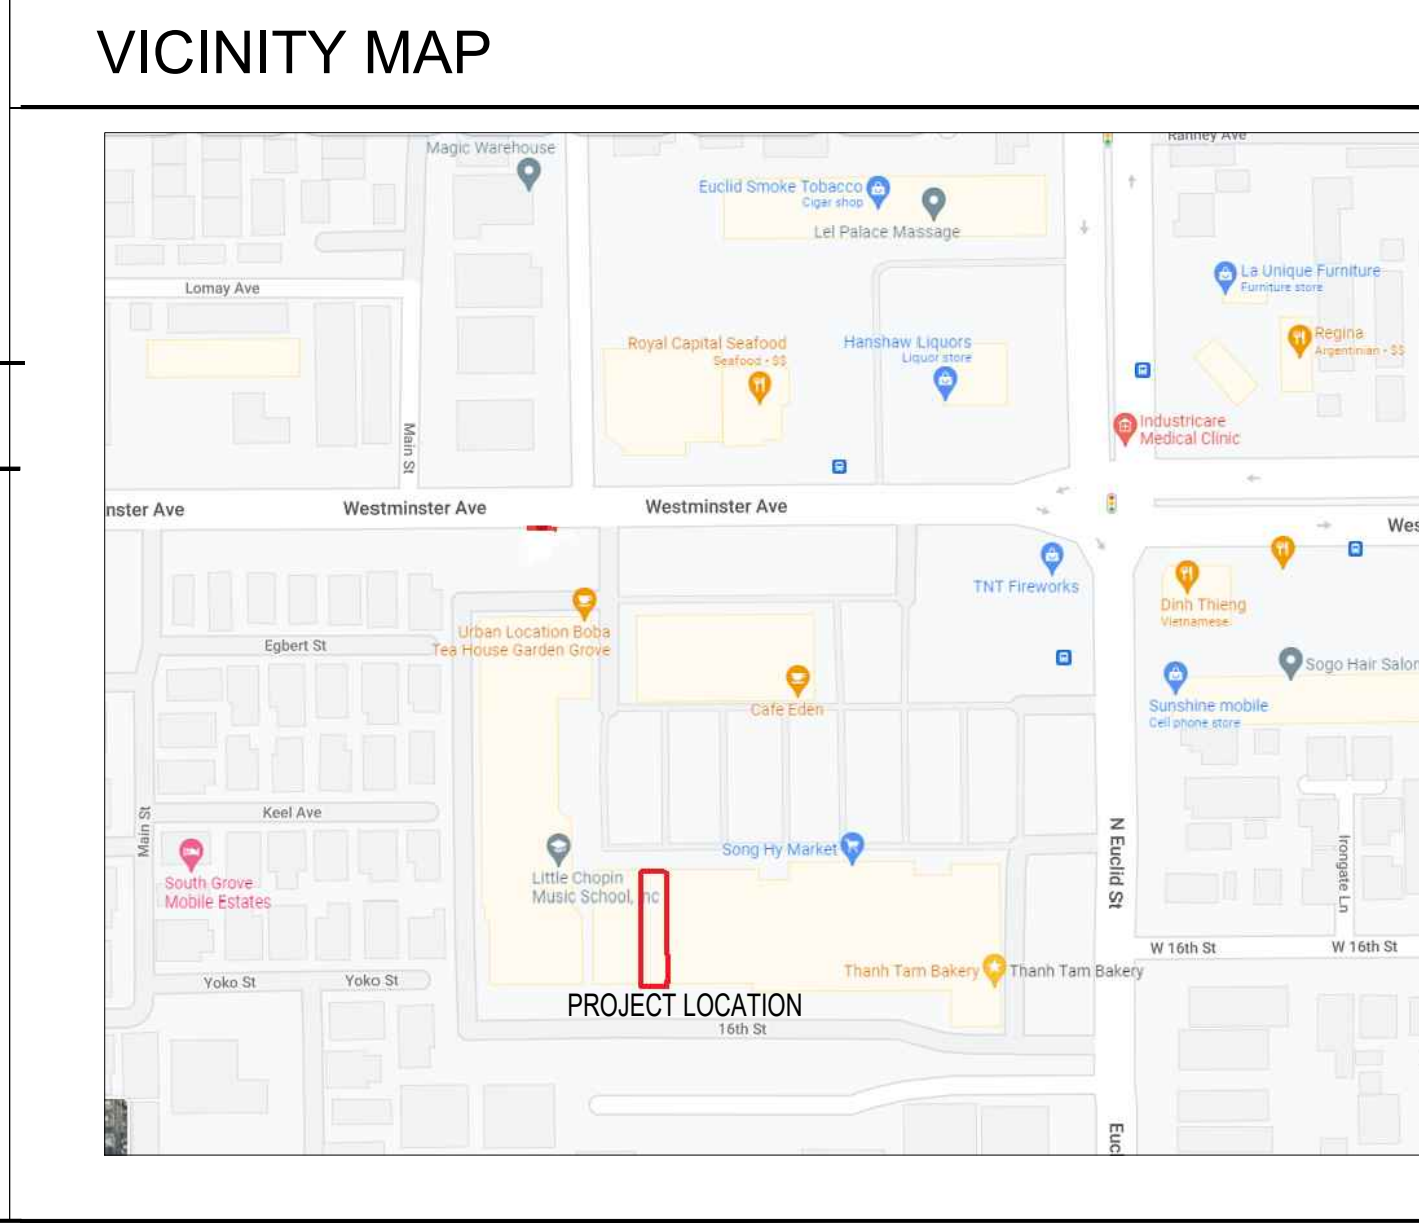 VICINITY MAP
Ranney Ave
Magic Warehouse
Euclid Smoke Tobacco
Cigar shop
Lel Palace Massage
La Unique Furniture
Furniture store
Lomay Ave
Royal Capital Seafood
Seafood - $$
Hanshaw Liquors
Liquor store
Regina
Argentinian - $$
Main St
Industricare
Medical Clinic
nster Ave
Westminster Ave
Westminster Ave
Wes
TNT Fireworks
Dinh Thieng
Vietnamese
Urban Location Boba
Tea House Garden Grove
Egbert St
Sogo Hair Salon
Cafe Eden
Sunshine mobile
Cell phone store
Keel Ave
Main St
N Euclid St
Irongate Ln
Song Hy Market
South Grove
Mobile Estates
Little Chopin
Music School, Inc
W 16th St
W 16th St
Yoko St
Yoko St
Thanh Tam Bakery
Thanh Tam Bakery
PROJECT LOCATION
16th St
Eucl